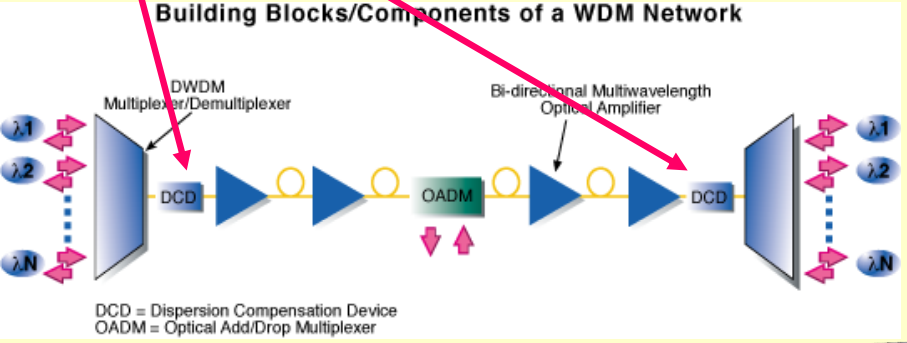 Building Blocks/Components of a WDM Network
DWDM
Multiplexer/Demultiplexer
Bi-directional Multiwavelength
Optical Amplifier
λ1
λ1
λ2
λ2
DCD
OADM
DCD
λN
λN
DCD = Dispersion Compensation Device
OADM = Optical Add/Drop Multiplexer